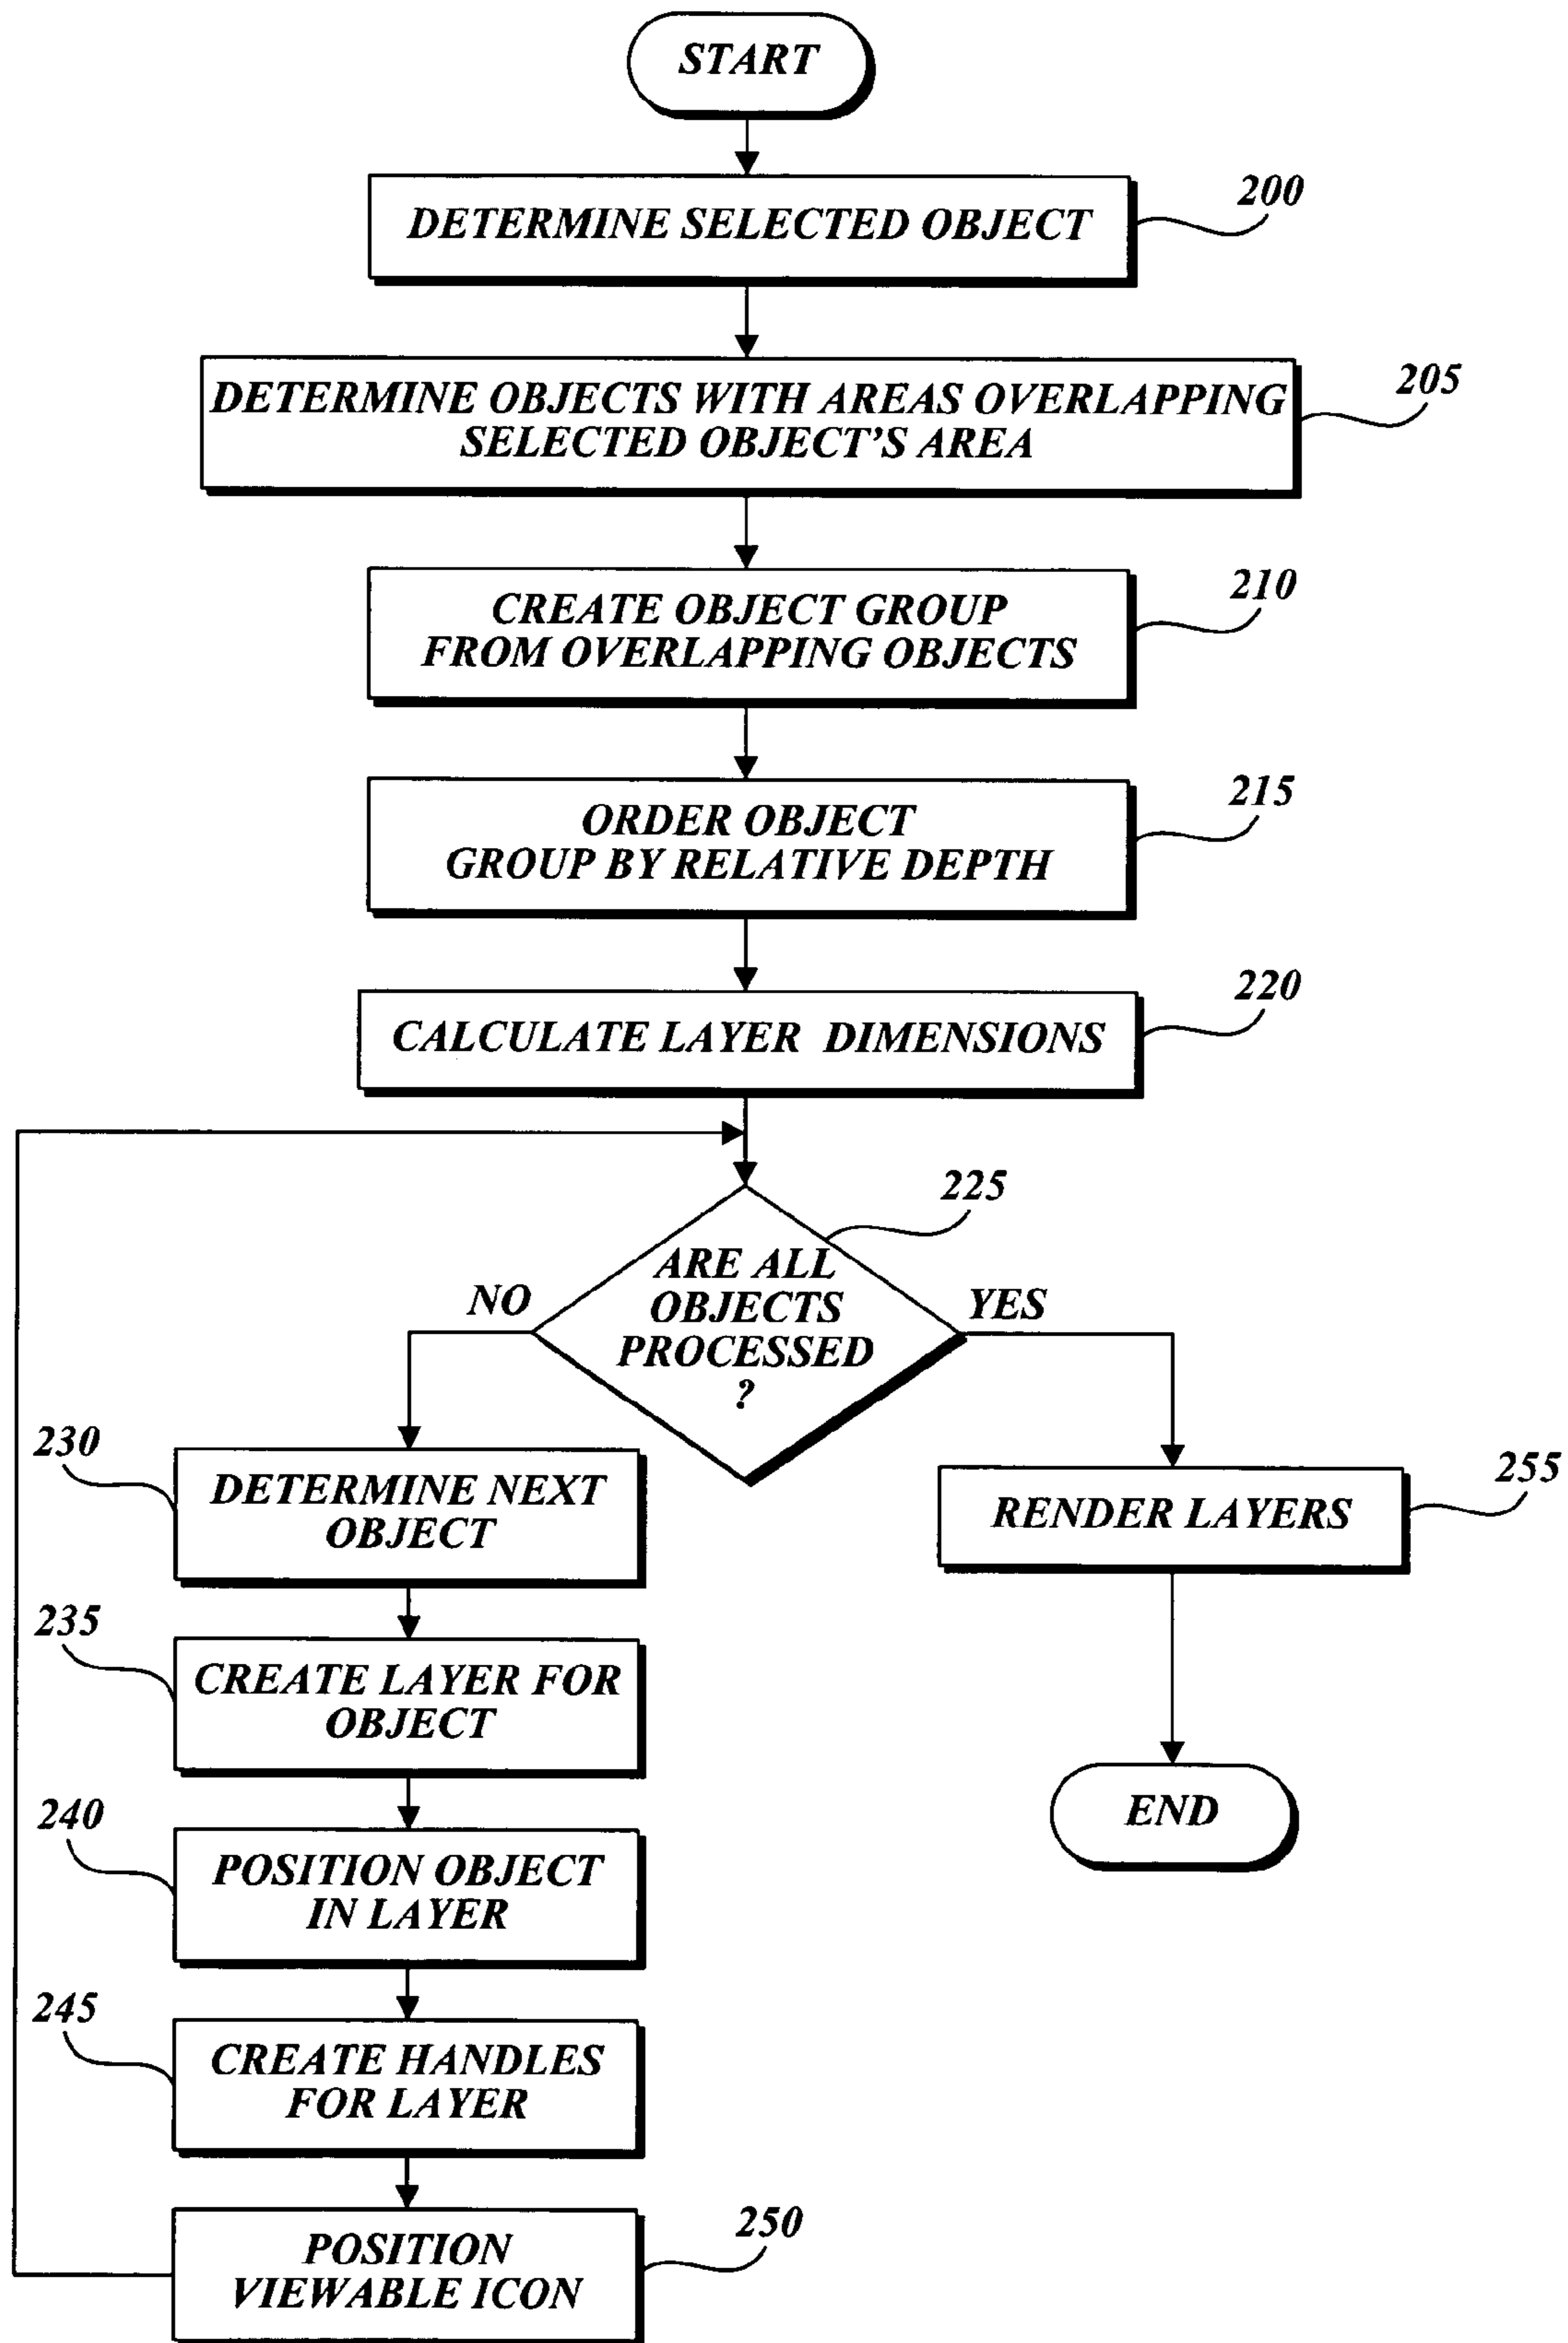 START
DETERMINE SELECTED OBJECT
200
DETERMINE OBJECTS WITH AREAS OVERLAPPING
SELECTED OBJECT'S AREA
205
CREATE OBJECT GROUP
FROM OVERLAPPING OBJECTS
210
ORDER OBJECT
GROUP BY RELATIVE DEPTH
215
CALCULATE LAYER DIMENSIONS
220
ARE ALL
OBJECTS
PROCESSED
?
225
NO
YES
230
DETERMINE NEXT
OBJECT
RENDER LAYERS
255
235
CREATE LAYER FOR
OBJECT
END
240
POSITION OBJECT
IN LAYER
245
CREATE HANDLES
FOR LAYER
POSITION
VIEWABLE ICON
250